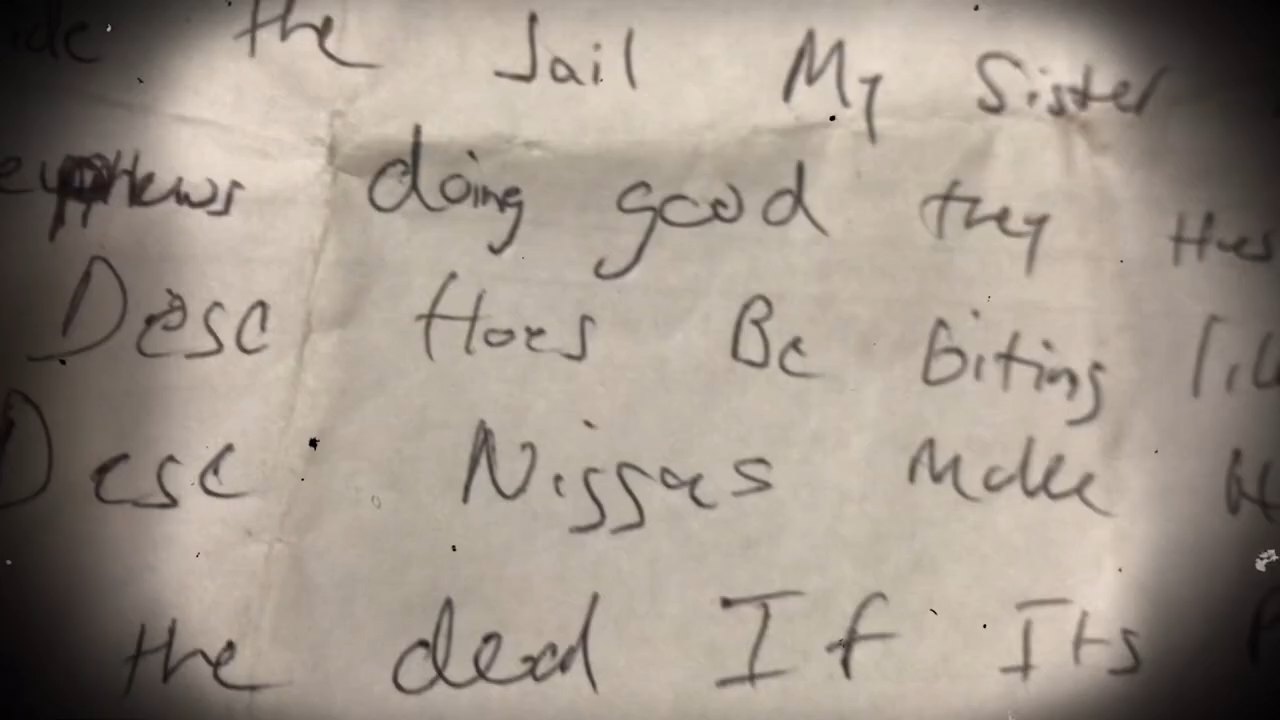 the Jail My Sister
doing good they
Dese Hoes Be biting
Dese Niggas make
the dead If Its